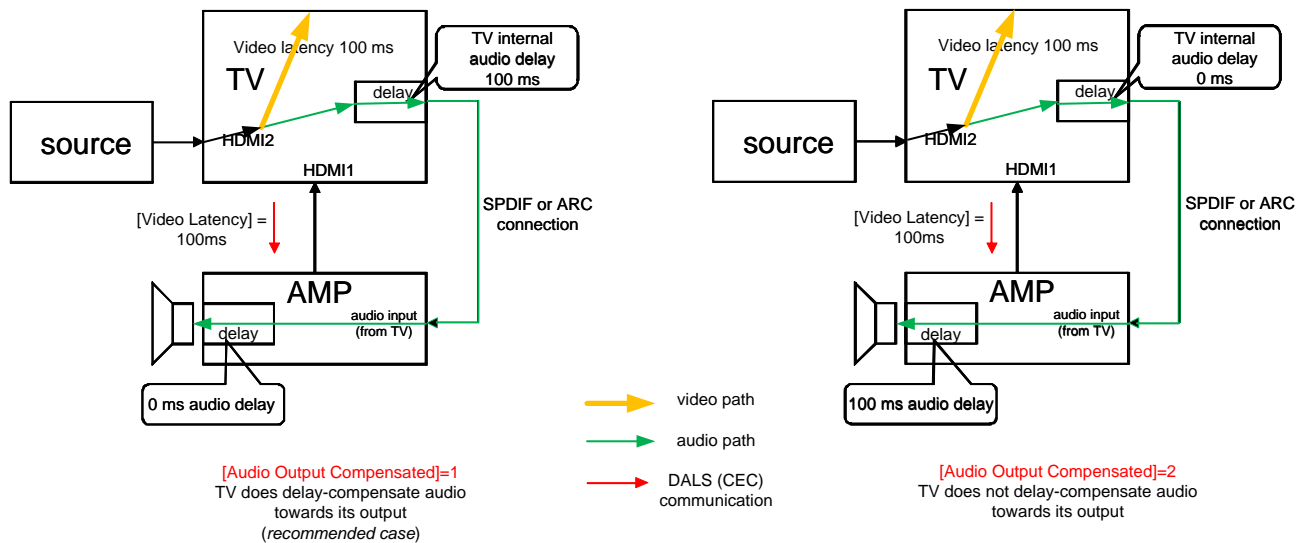 Video latency 100 ms
TV
TV internal
audio delay
100 ms
delay
source
HDMI2
HDMI1
[Video Latency] =
100ms
SPDIF or ARC
connection
AMP
audio input
(from TV)
delay
0 ms audio delay
[Audio Output Compensated]=1
TV does delay-compensate audio
towards its output
(recommended case)
video path
audio path
DALS (CEC)
communication
Video latency 100 ms
TV
TV internal
audio delay
0 ms
delay
source
HDMI2
HDMI1
[Video Latency] =
100ms
SPDIF or ARC
connection
AMP
audio input
(from TV)
delay
100 ms audio delay
[Audio Output Compensated]=2
TV does not delay-compensate audio
towards its output